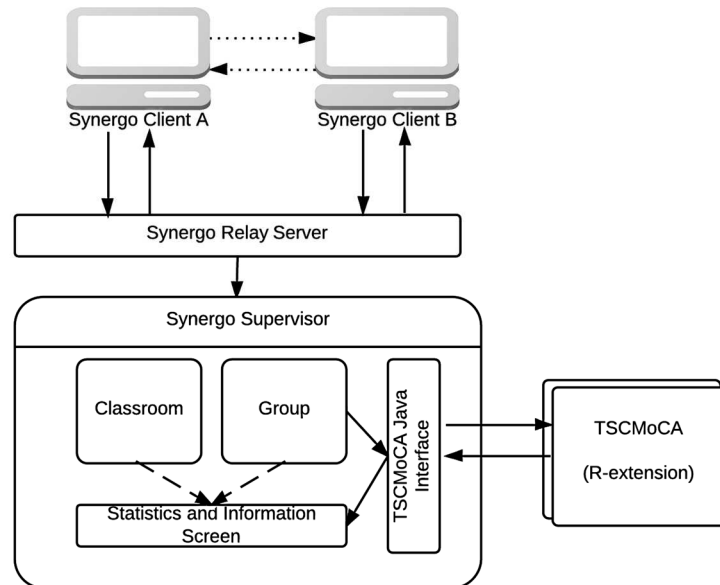 Synergo Client A
Synergo Client B
Synergo Relay Server
Synergo Supervisor
Classroom
Group
TSCMoCA Java
Interface
TSCMoCA
(R-extension)
Statistics and Information
Screen